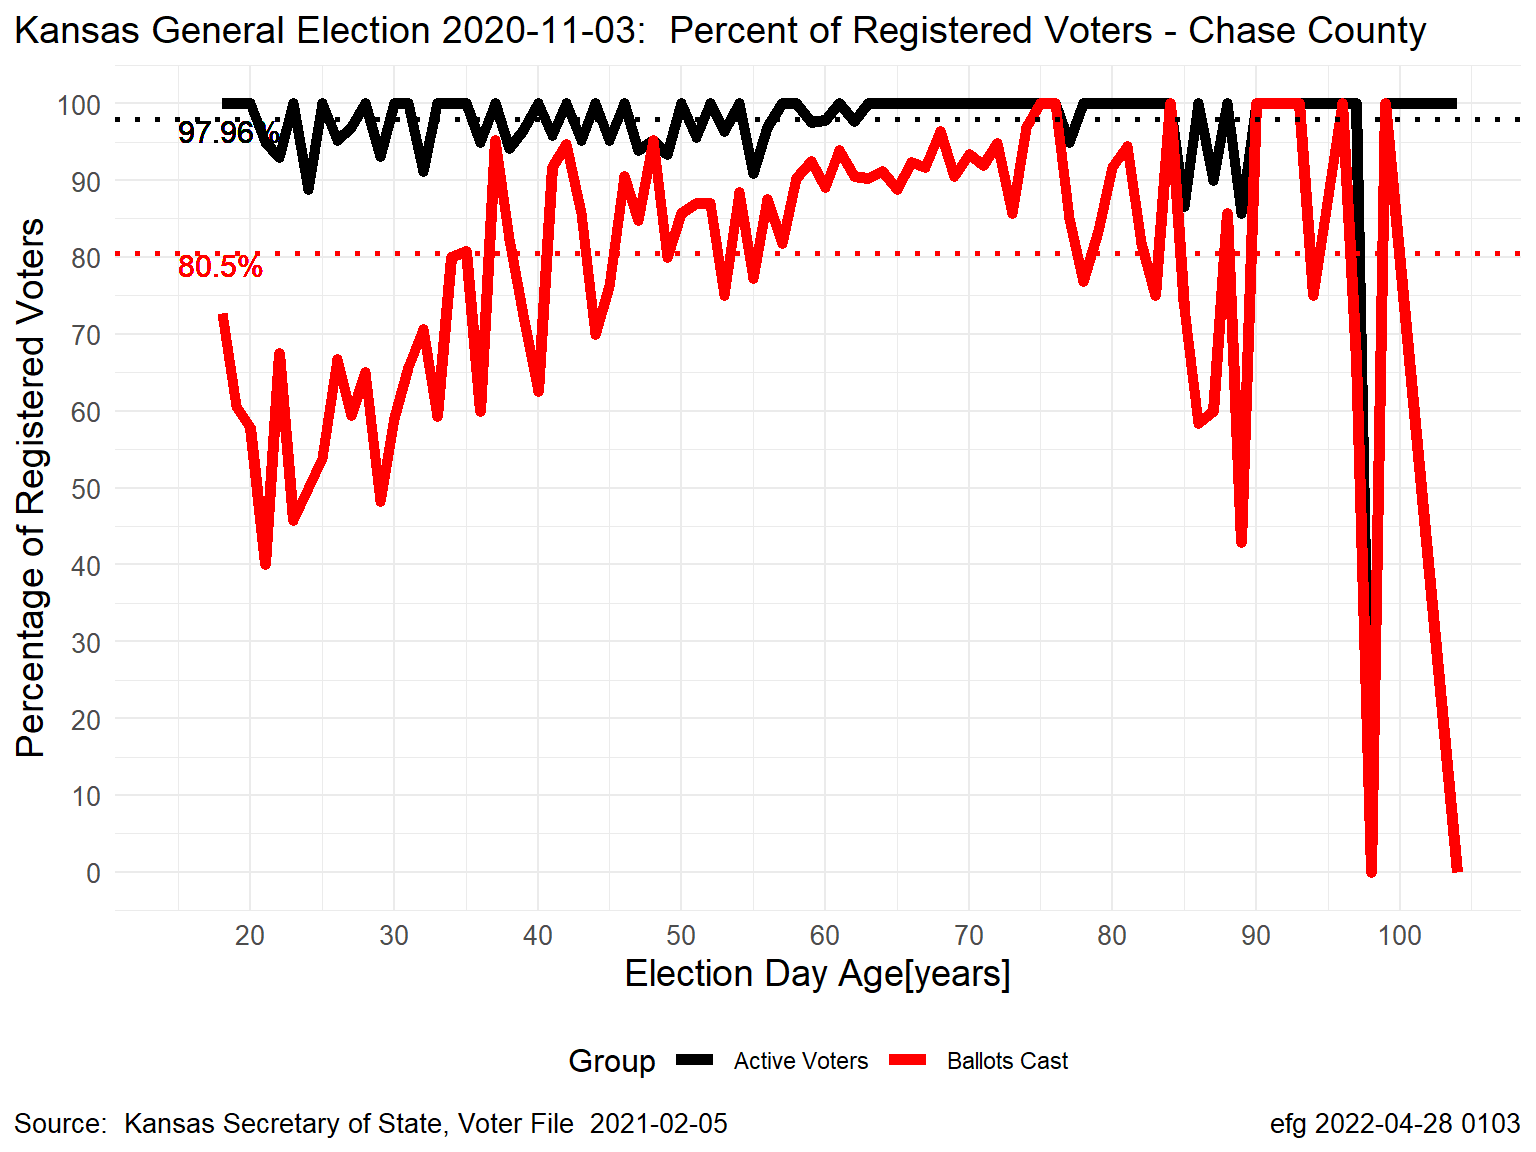 Kansas General Election 2020-11-03:  Percent of Registered Voters - Chase County
Percentage of Registered Voters
100
90
80
70
60
50
40
30
20
10
0
97.96%
80.5%
20 30 40 50 60 70 80 90 100
Election Day Age[years]
Group Active Voters Ballots Cast
Source:  Kansas Secretary of State, Voter File  2021-02-05
efg 2022-04-28 0103